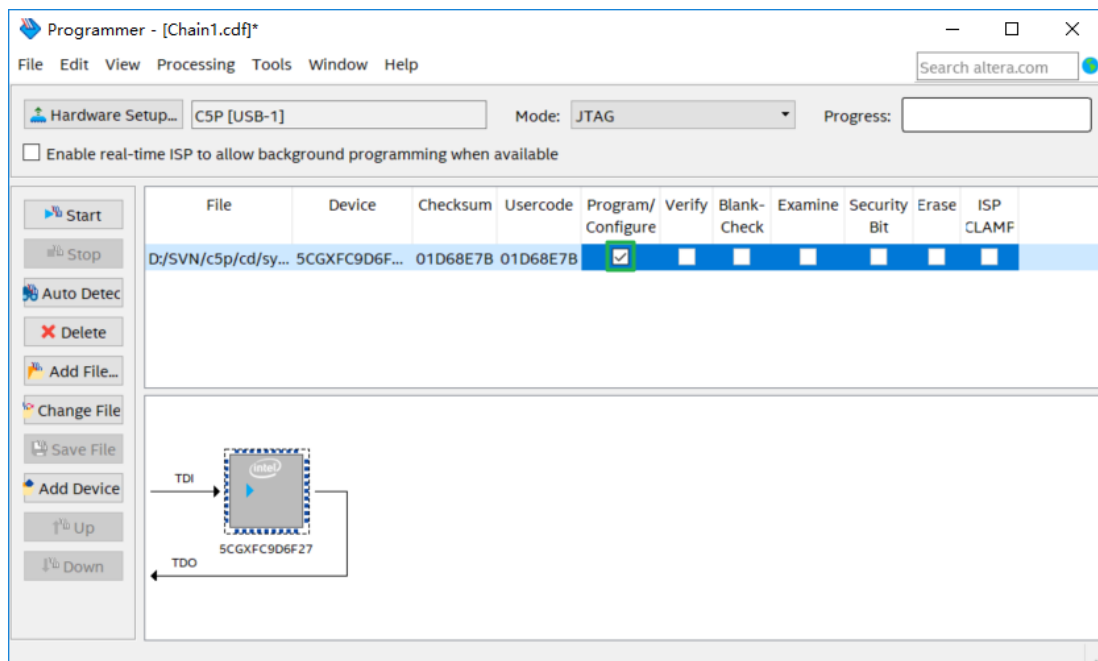 Programmer - [Chain1.cdf]*
File Edit View Processing Tools Window Help
Search altera.com
Hardware Setup... C5P [USB-1] Mode: JTAG Progress:
Enable real-time ISP to allow background programming when available
File Device Checksum Usercode Program/ Verify Blank- Examine Security Erase ISP
Configure Check Bit CLAMP
D:/SVN/c5p/cd/sy... 5CGXFC9D6F... 01D68E7B 01D68E7B
Start
Stop
Auto Detec
Delete
Add File...
Change File
Save File
Add Device
Up
Down
TDI
intel
5CGXFC9D6F27
TDO